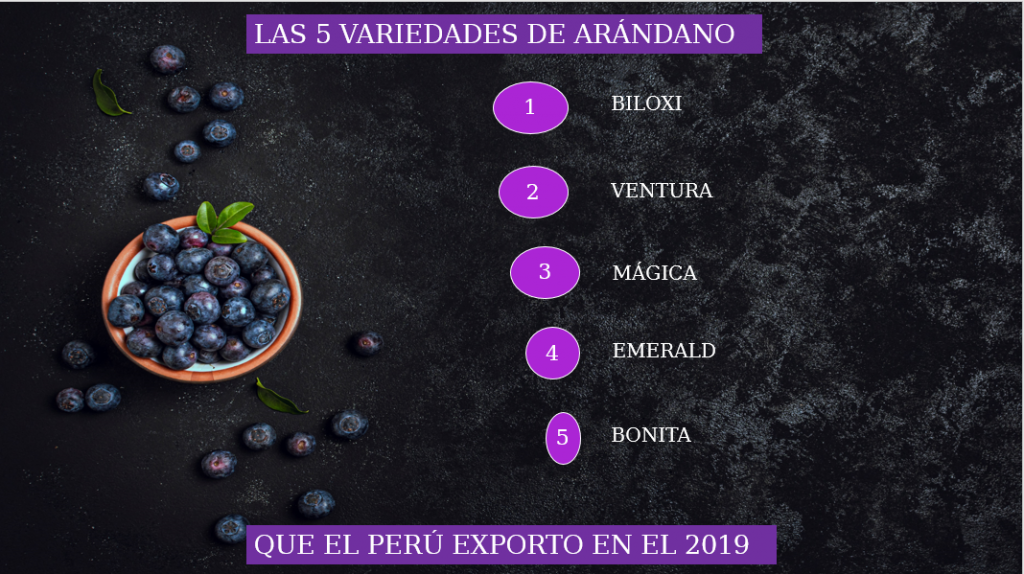 LAS 5 VARIEDADES DE ARÁNDANO
1 BILOXI
2 VENTURA
3 MÁGICA
4 EMERALD
5 BONITA
QUE EL PERÚ EXPORTO EN EL 2019